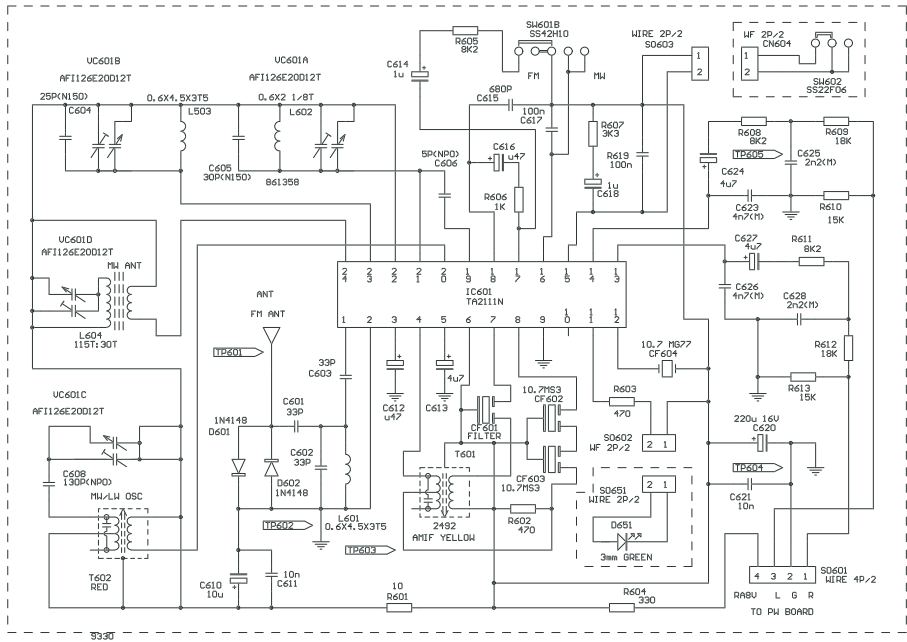 VC601B
AFI126E20D12T
25P(N150)
C604
0.6X4.5X3T5
L503
VC601A
AFI126E20D12T
0.6X2 1/8T
L602
C605
30P(N150)
861358
C614
1u
R605
8K2
SW601B
SS42H10
FM
MW
680P
C615
100n
C617
WIRE 2P/2
SO603
1
2
WF 2P/2
CN604
1
2
SW602
SS22F06
5P(NPO)
C606
C616
u47
R606
1K
R607
3K3
R619
100n
1u
C618
R608
8K2
R609
18K
TP605
C625
2n2(M)
C624
4u7
C623
4n7(M)
R610
15K
VC601D
AFI126E20D12T
MW ANT
L604
115T:30T
ANT
FM ANT
TP601
24 23 22 21 20 19 18 17 16 15 14 13
IC601
TA2111N
1 2 3 4 5 6 7 8 9 10 11 12
C627
4u7
R611
8K2
C626
4n7(M)
C628
2n2(M)
R612
18K
R613
15K
33P
C603
C612
u47
4u7
C613
10.7 MG77
CF604
VC601C
AFI126E20D12T
1N4148
D601
C601
33P
C602
33P
D602
1N4148
CF601
FILTER
10.7MS3
CF602
CF603
10.7MS3
R603
470
SO602
WF 2P/2
2 1
220u 16V
C620
TP604
C621
10n
C608
130P(NPO)
MW/LW OSC
T602
RED
TP602
L601
0.6X4.5X3T5
TP603
T601
2492
AMIF YELLOW
R602
470
SO651
WIRE 2P/2
2 1
D651
3mm GREEN
C610
10u
10n
C611
10
R601
R604
330
4 3 2 1
SO601
WIRE 4P/2
RA8V L G R
TO PW BOARD
9330